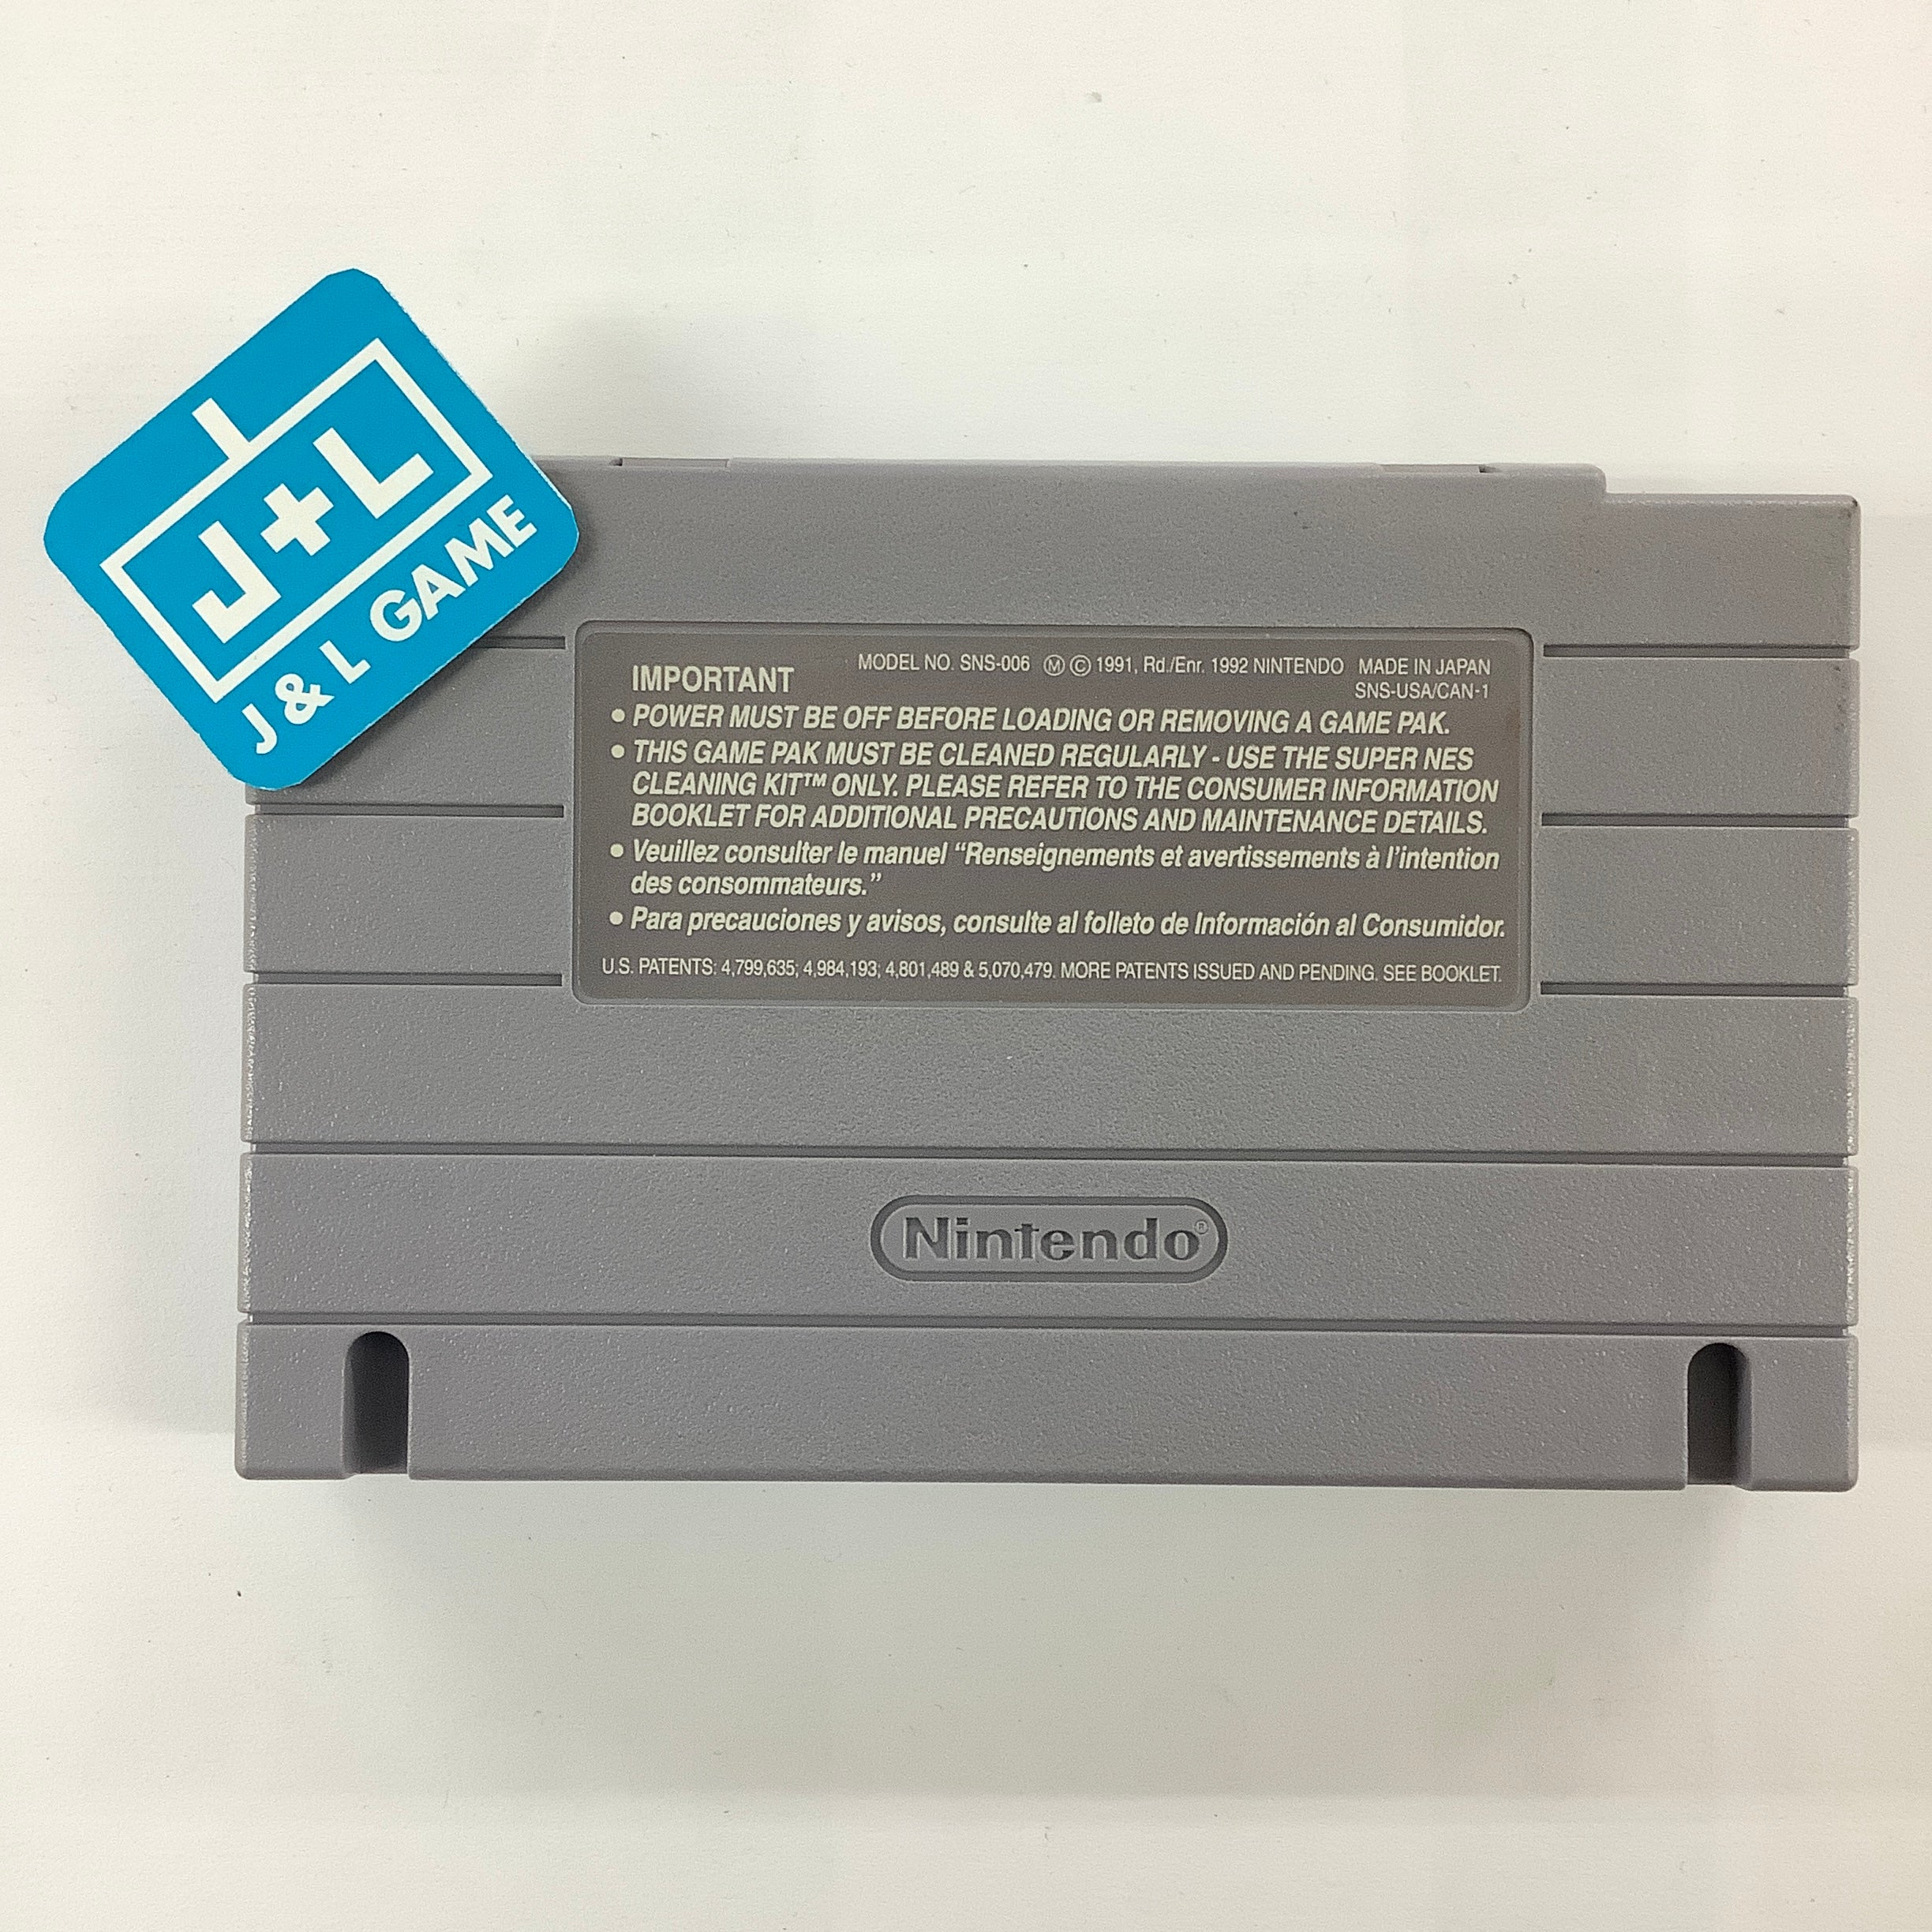 J+L
J & L GAME
MODEL NO. SNS-006 Ⓜ © 1991, Rd./Enr. 1992 NINTENDO MADE IN JAPAN
SNS-USA/CAN-1
IMPORTANT
• POWER MUST BE OFF BEFORE LOADING OR REMOVING A GAME PAK.
• THIS GAME PAK MUST BE CLEANED REGULARLY - USE THE SUPER NES
CLEANING KIT™ ONLY. PLEASE REFER TO THE CONSUMER INFORMATION
BOOKLET FOR ADDITIONAL PRECAUTIONS AND MAINTENANCE DETAILS.
• Veuillez consulter le manuel “Renseignements et avertissements à l’intention
des consommateurs.”
• Para precauciones y avisos, consulte al folleto de Información al Consumidor.
U.S. PATENTS: 4,799,635; 4,984,193; 4,801,489 & 5,070,479. MORE PATENTS ISSUED AND PENDING. SEE BOOKLET.
Nintendo®